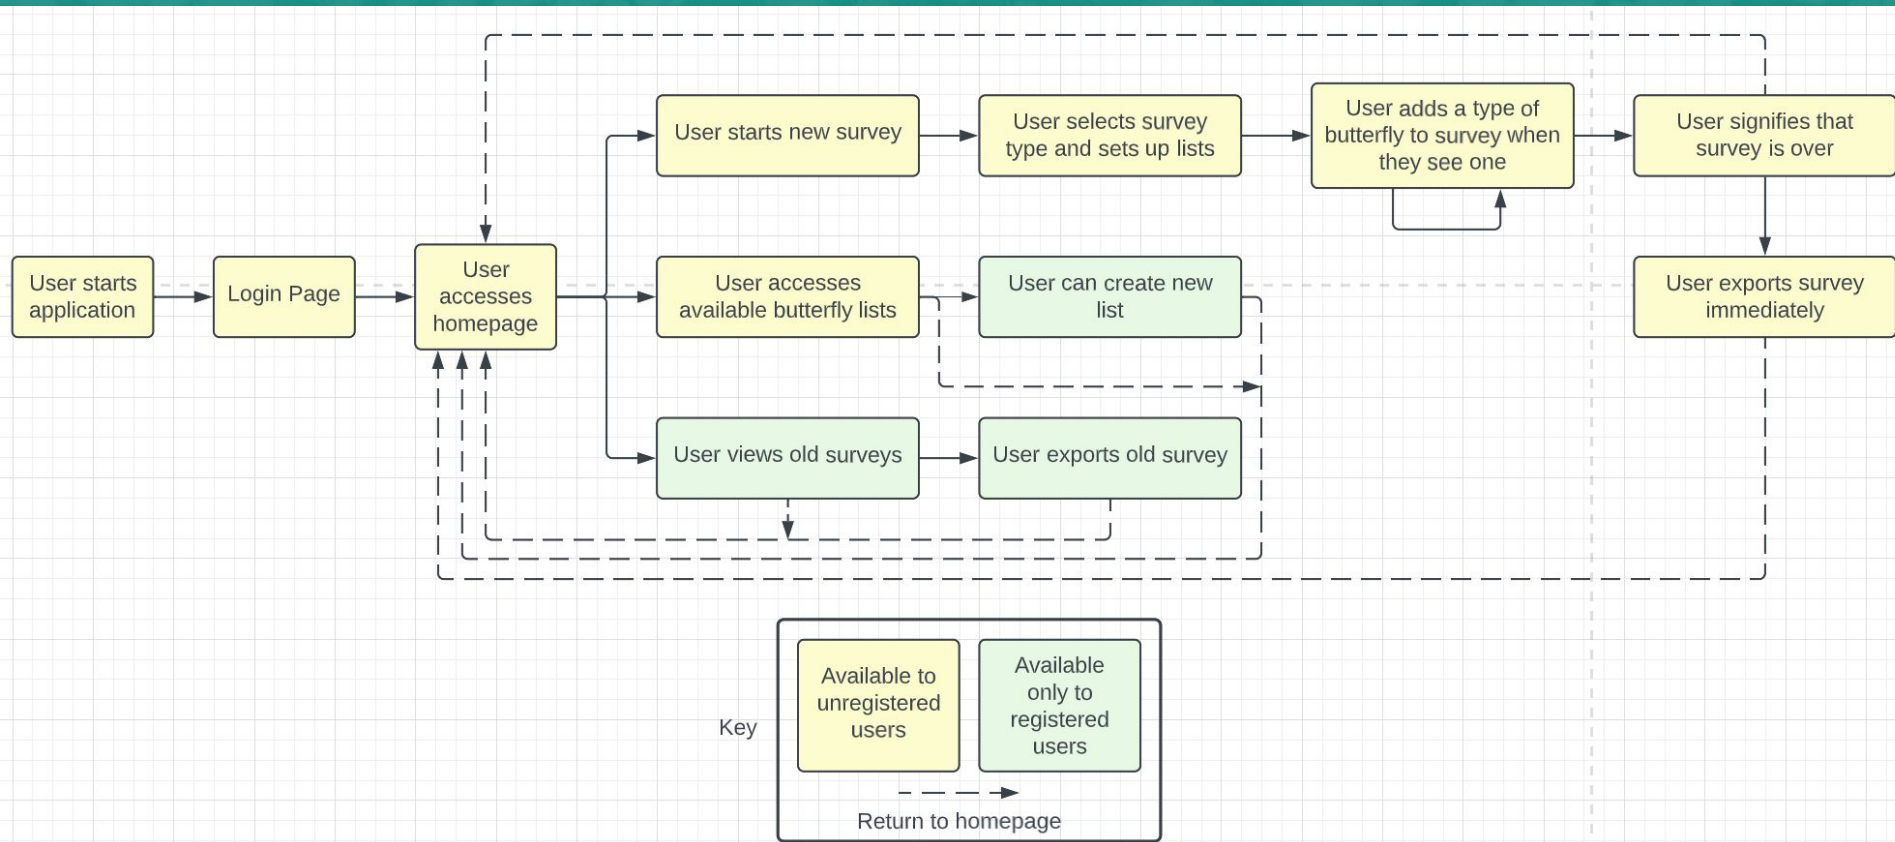 User starts new survey
User selects survey
type and sets up lists
User adds a type of
butterfly to survey when
they see one
User signifies that
survey is over
User starts
application
Login Page
User
accesses
homepage
User accesses
available butterfly lists
User can create new
list
User exports survey
immediately
User views old surveys
User exports old survey
Key
Available to
unregistered
users
Available
only to
registered
users
Return to homepage